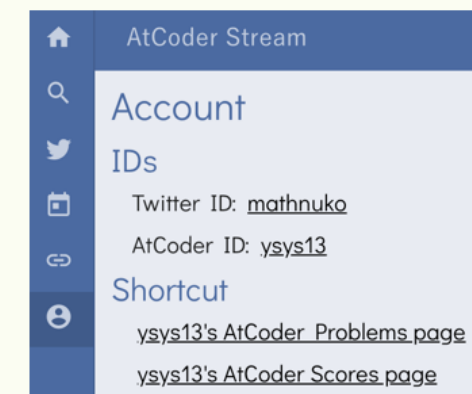 AtCoder Stream
Account
IDs
Twitter ID: mathnuko
AtCoder ID: ysys13
Shortcut
ysys13's AtCoder Problems page
ysys13's AtCoder Scores page